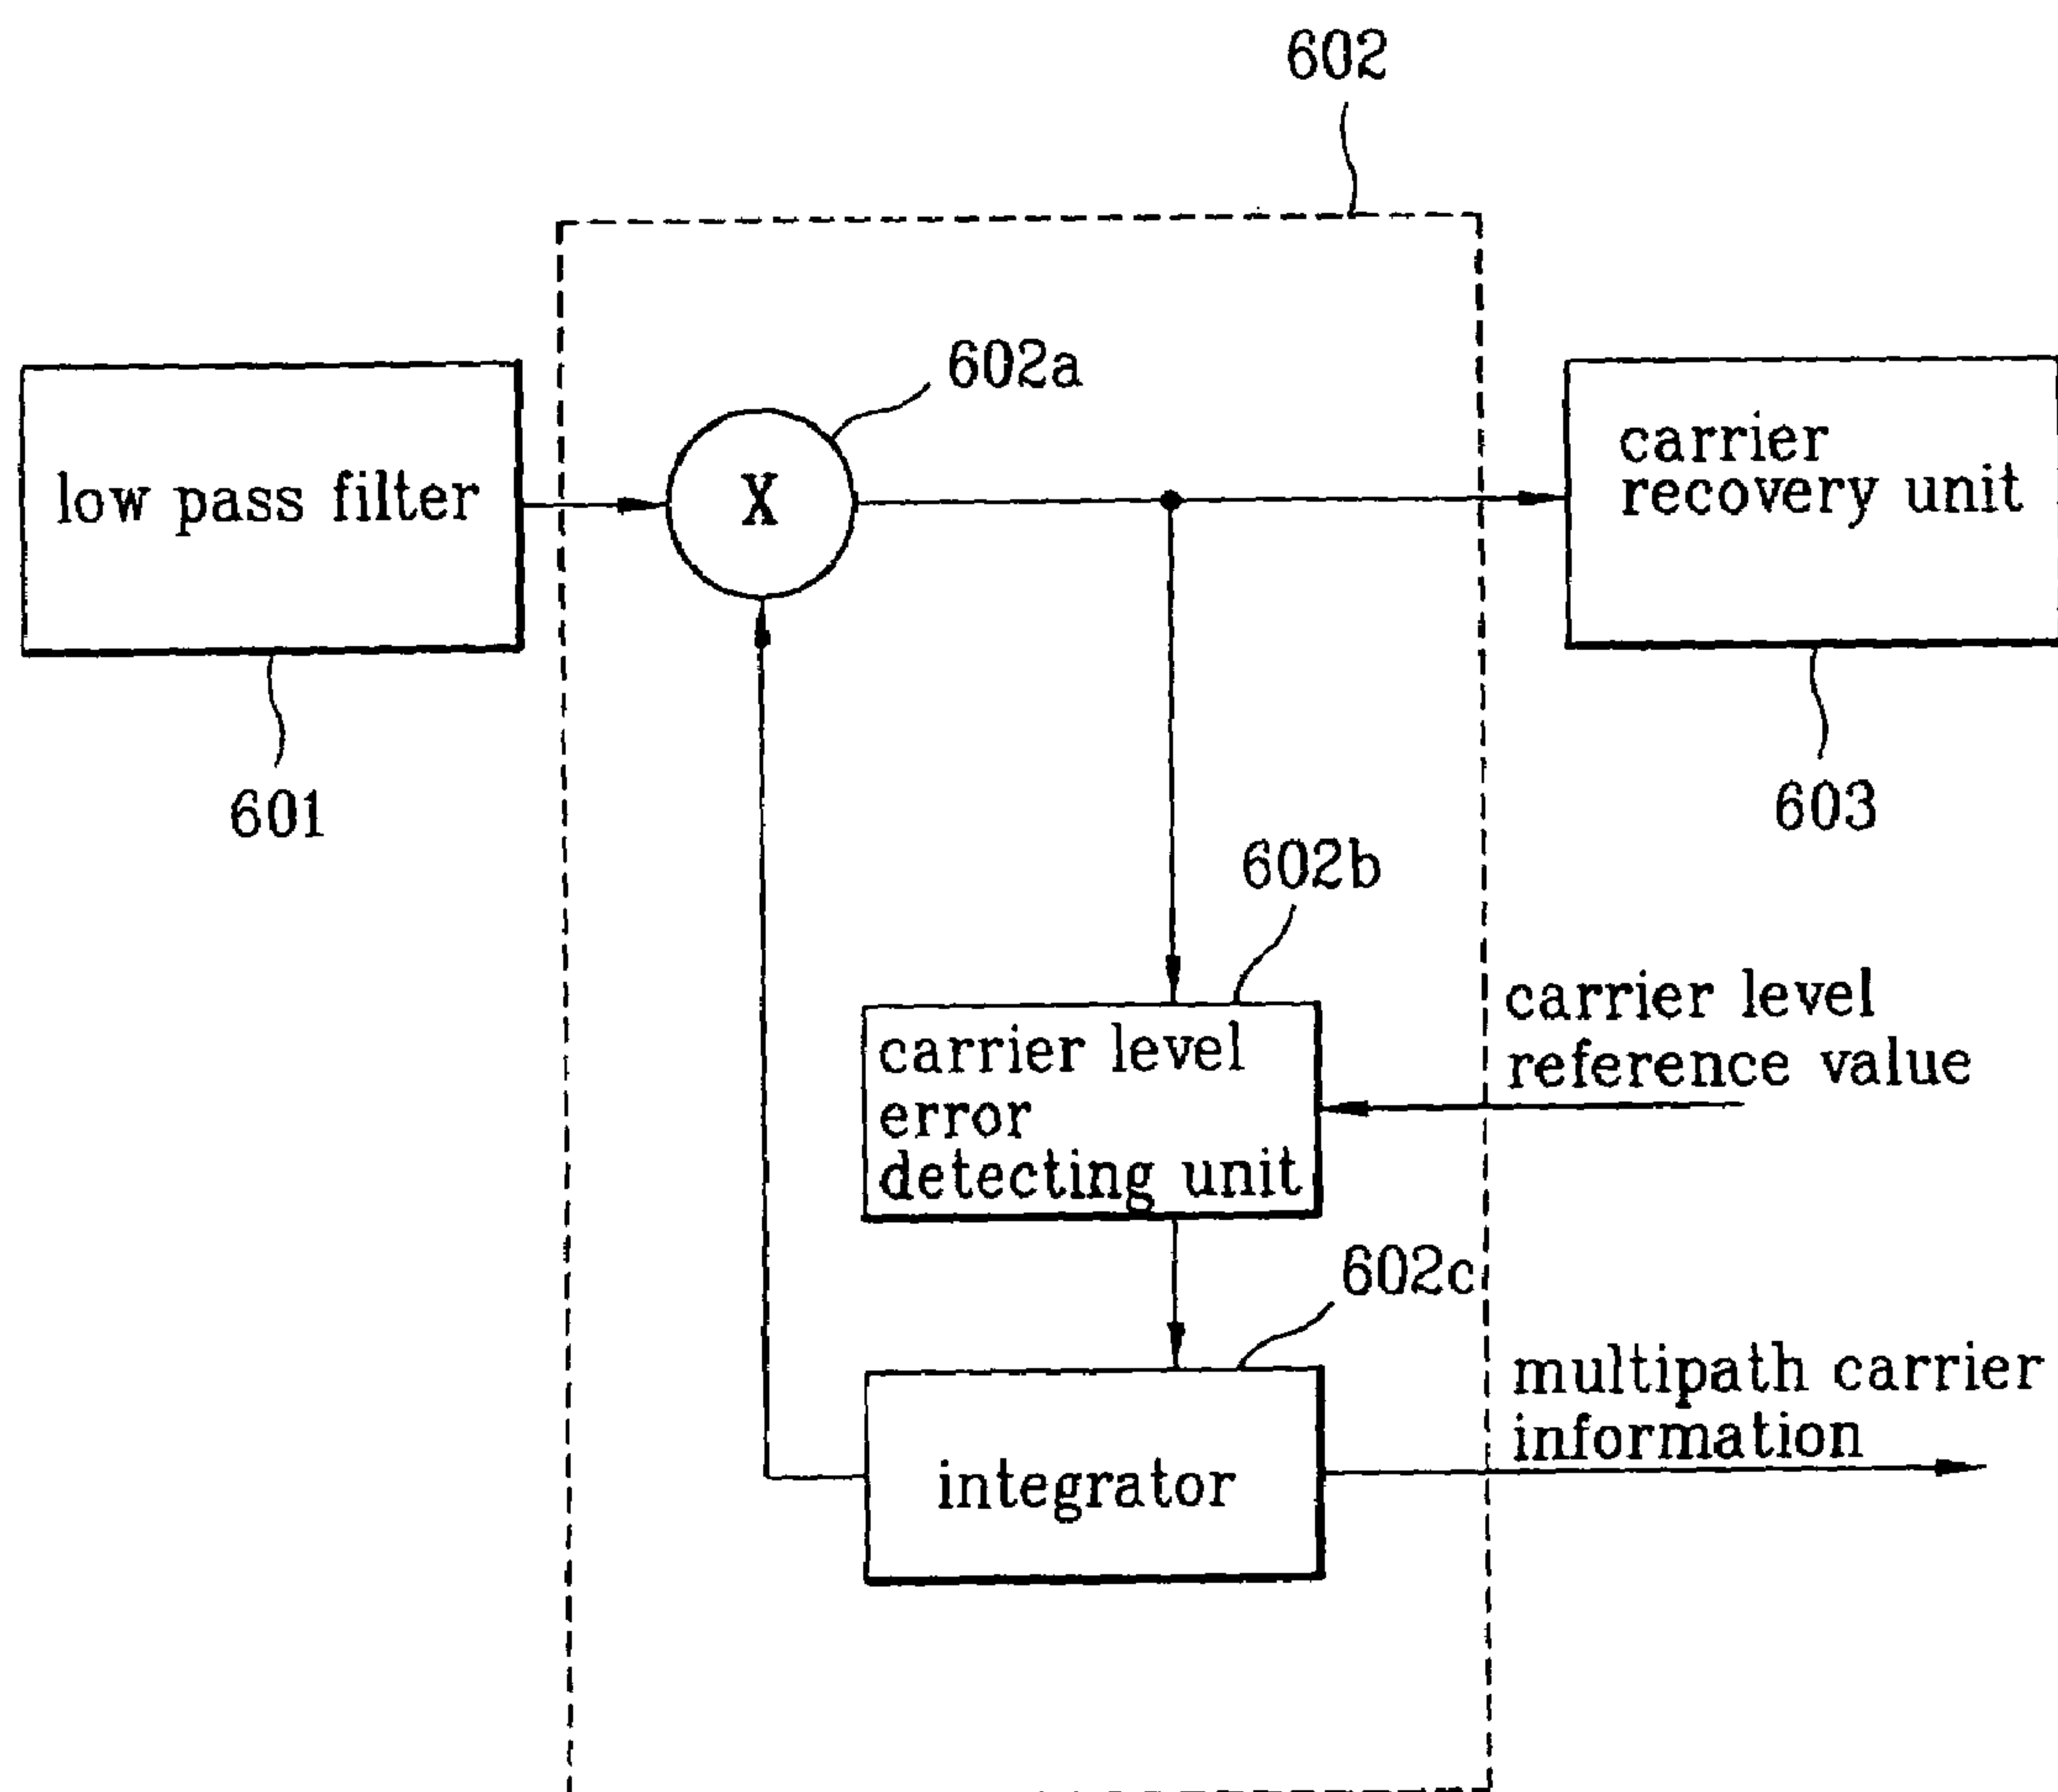 602
602a
low pass filter
X
carrier
recovery unit
601
603
602b
carrier level
reference value
carrier level
error
detecting unit
602c
multipath carrier
information
integrator